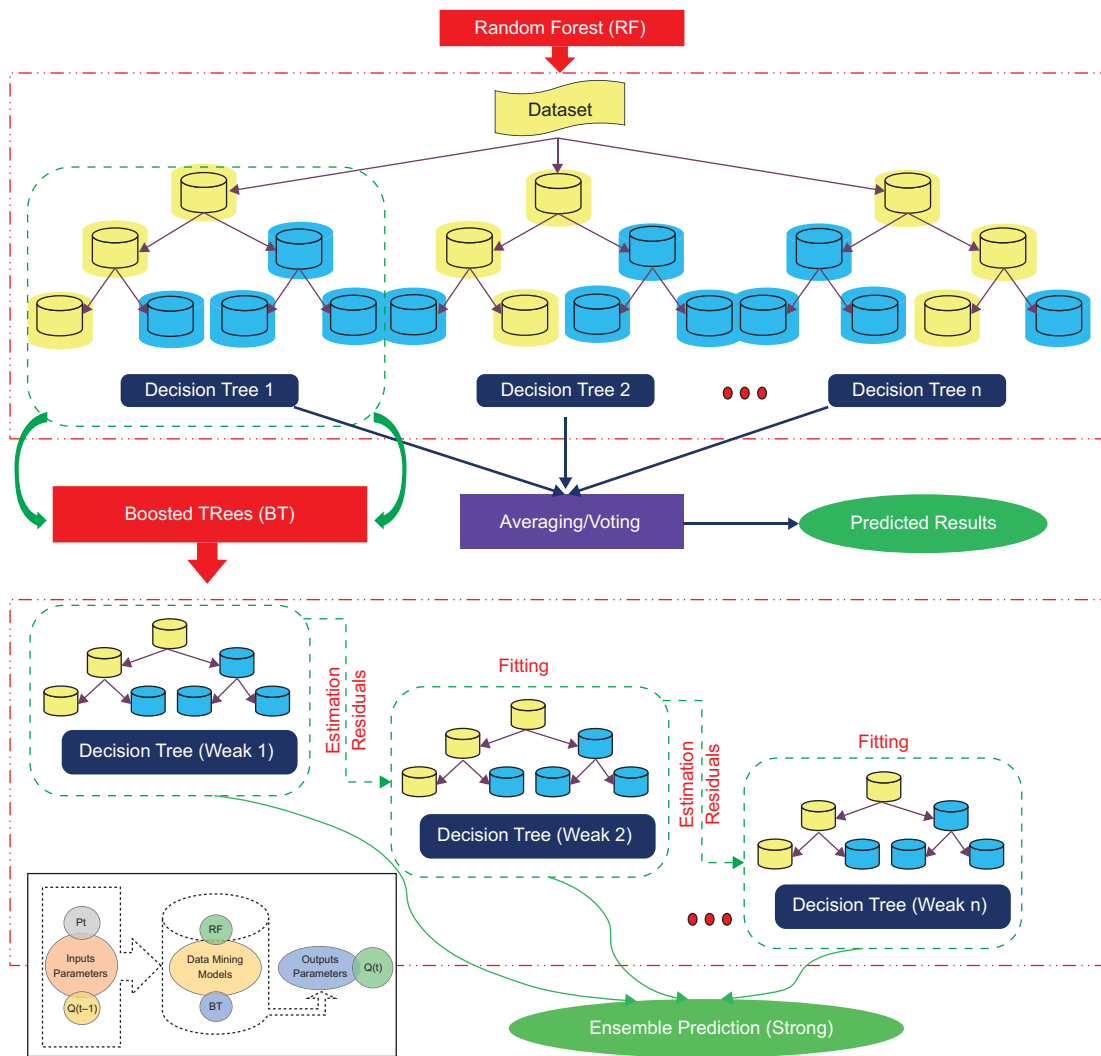 Random Forest (RF)
Dataset
Decision Tree 1
Decision Tree 2
Decision Tree n
Boosted TRees (BT)
Averaging/Voting
Predicted Results
Estimation
Residuals
Fitting
Decision Tree (Weak 1)
Estimation
Residuals
Fitting
Decision Tree (Weak 2)
Decision Tree (Weak n)
Pt
Inputs
Parameters
Q(t–1)
RF
Data Mining
Models
BT
Outputs
Parameters
Q(t)
Ensemble Prediction (Strong)